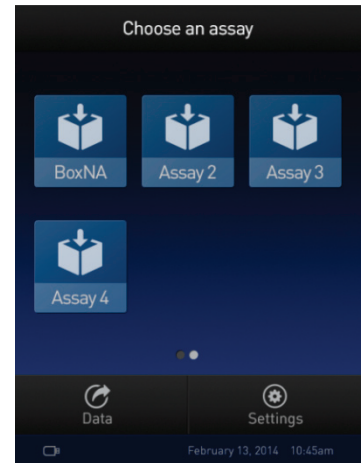 Choose an assay
BoxNA Assay 2 Assay 3
Assay 4
Data Settings
February 13, 2014 10:45am